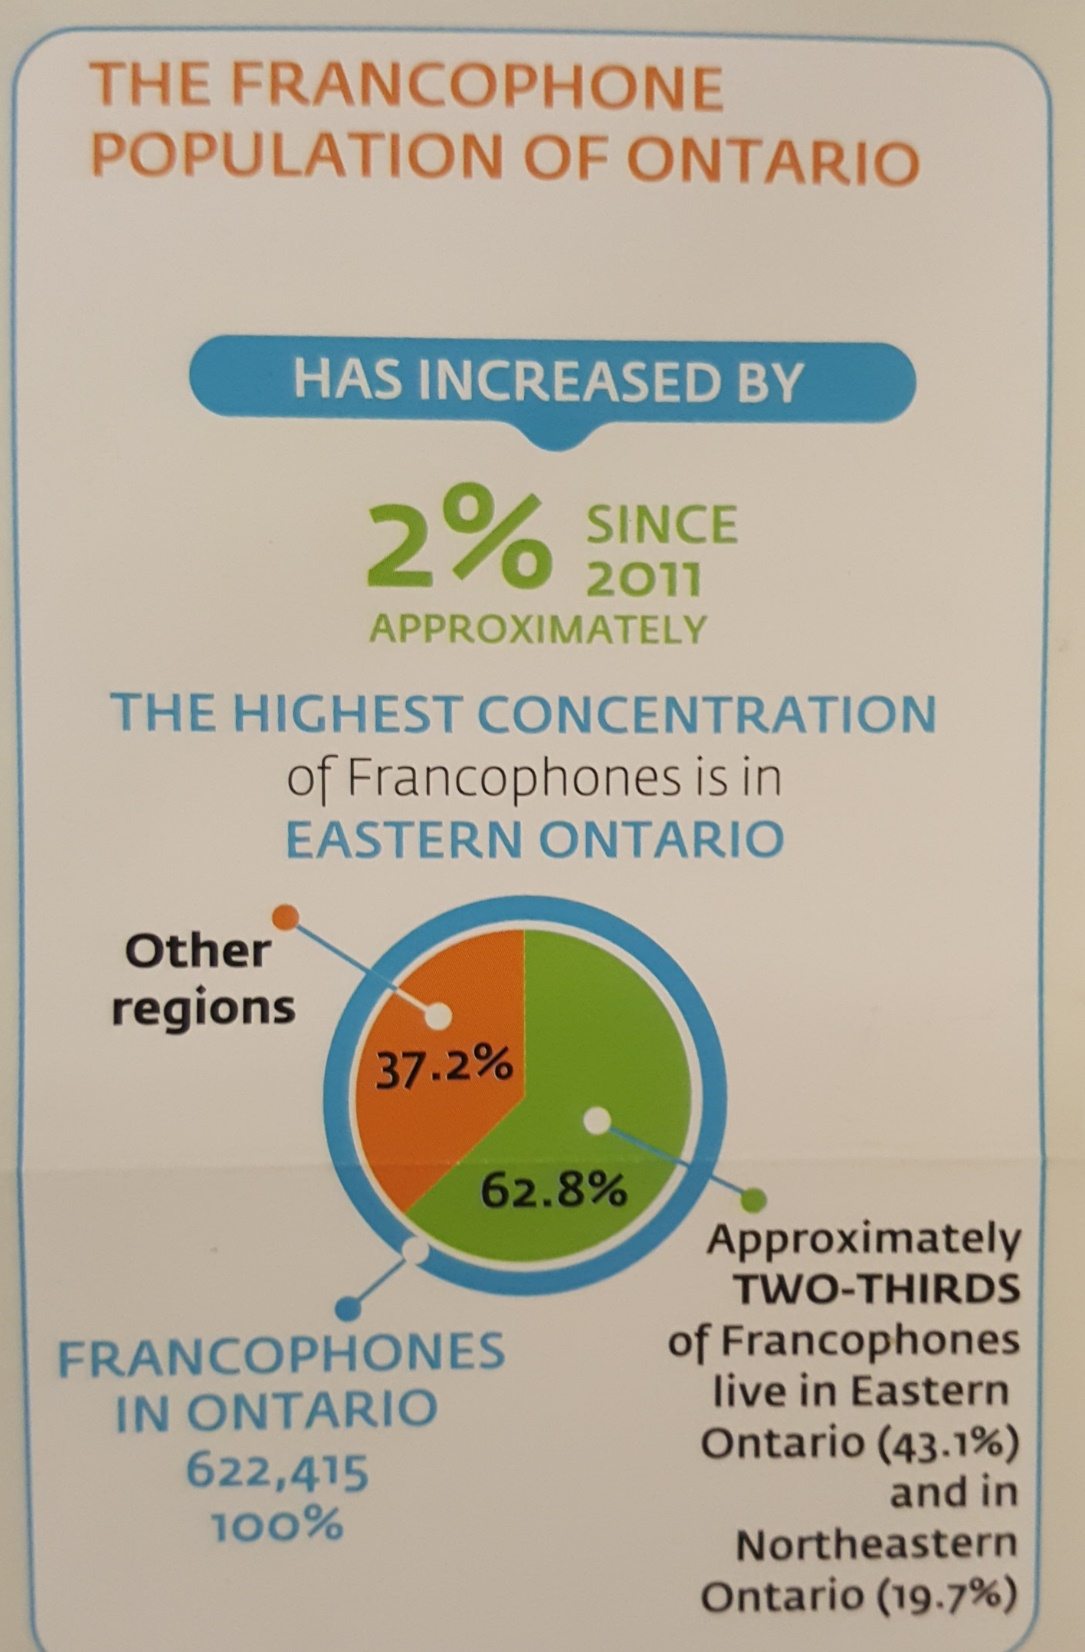 THE FRANCOPHONE
POPULATION OF ONTARIO
HAS INCREASED BY
2% SINCE
2011
APPROXIMATELY
THE HIGHEST CONCENTRATION
of Francophones is in
EASTERN ONTARIO
Other
regions
37.2%
62.8%
Approximately
TWO-THIRDS
of Francophones
live in Eastern
Ontario (43.1%)
and in
Northeastern
Ontario (19.7%)
FRANCOPHONES
IN ONTARIO
622,415
100%